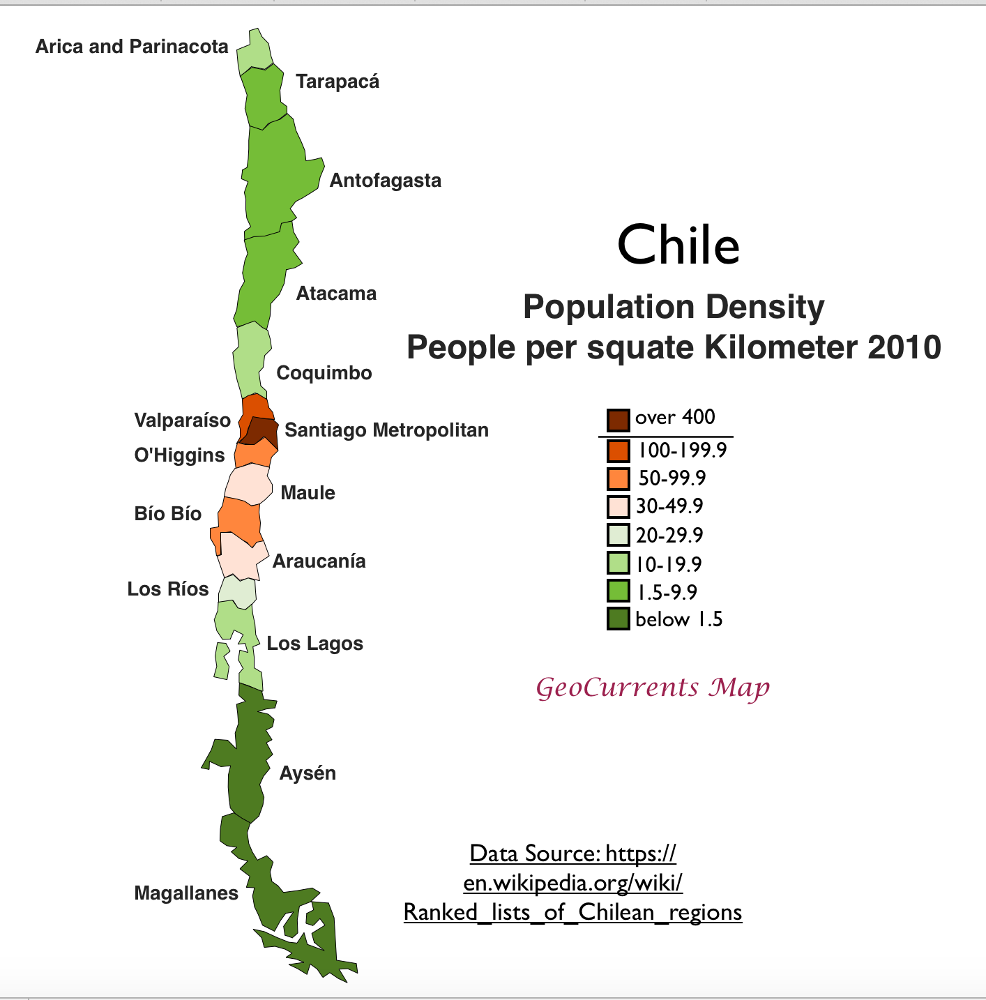 Arica and Parinacota
Tarapacá
Antofagasta
Chile
Atacama
Population Density
People per squate Kilometer 2010
Coquimbo
Valparaíso
Santiago Metropolitan
O'Higgins
Maule
Bío Bío
Araucanía
Los Ríos
Los Lagos
over 400
100-199.9
50-99.9
30-49.9
20-29.9
10-19.9
1.5-9.9
below 1.5
GeoCurrents Map
Aysén
Magallanes
Data Source: https://
en.wikipedia.org/wiki/
Ranked_lists_of_Chilean_regions